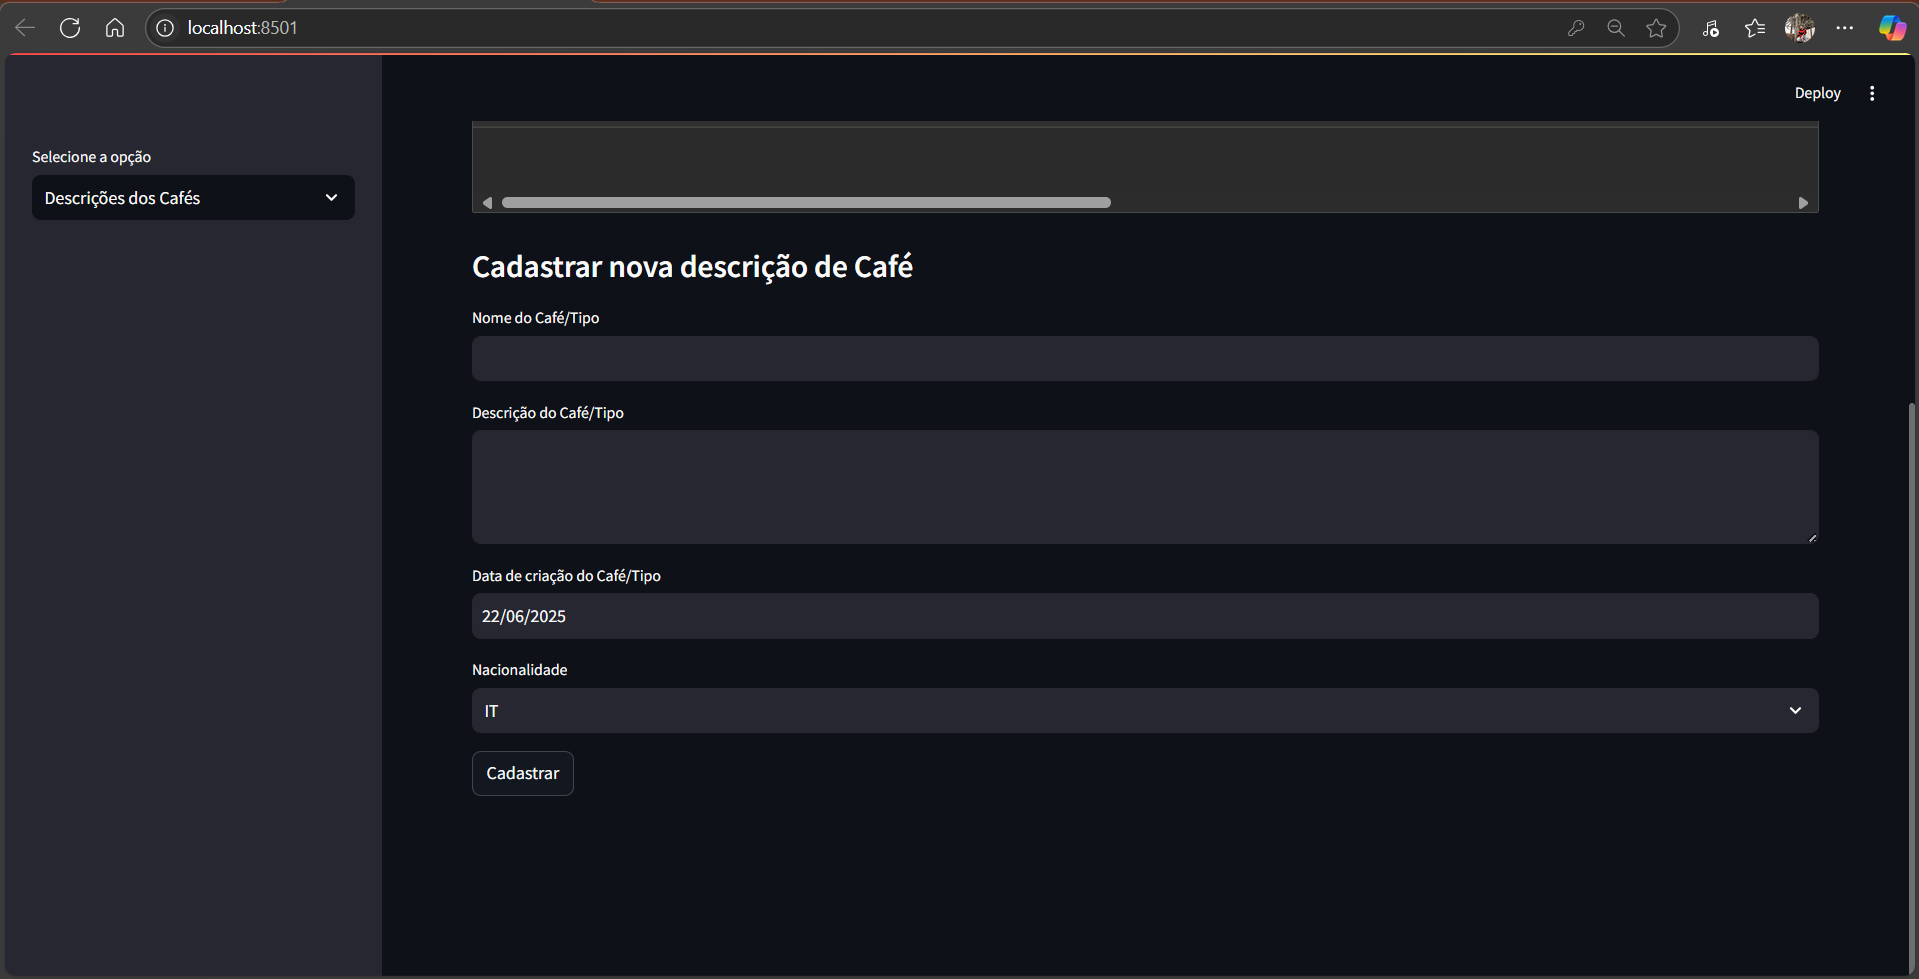 localhost:8501
Deploy
Selecione a opção
Descrições dos Cafés
Cadastrar nova descrição de Café
Nome do Café/Tipo
Descrição do Café/Tipo
Data de criação do Café/Tipo
22/06/2025
Nacionalidade
IT
Cadastrar